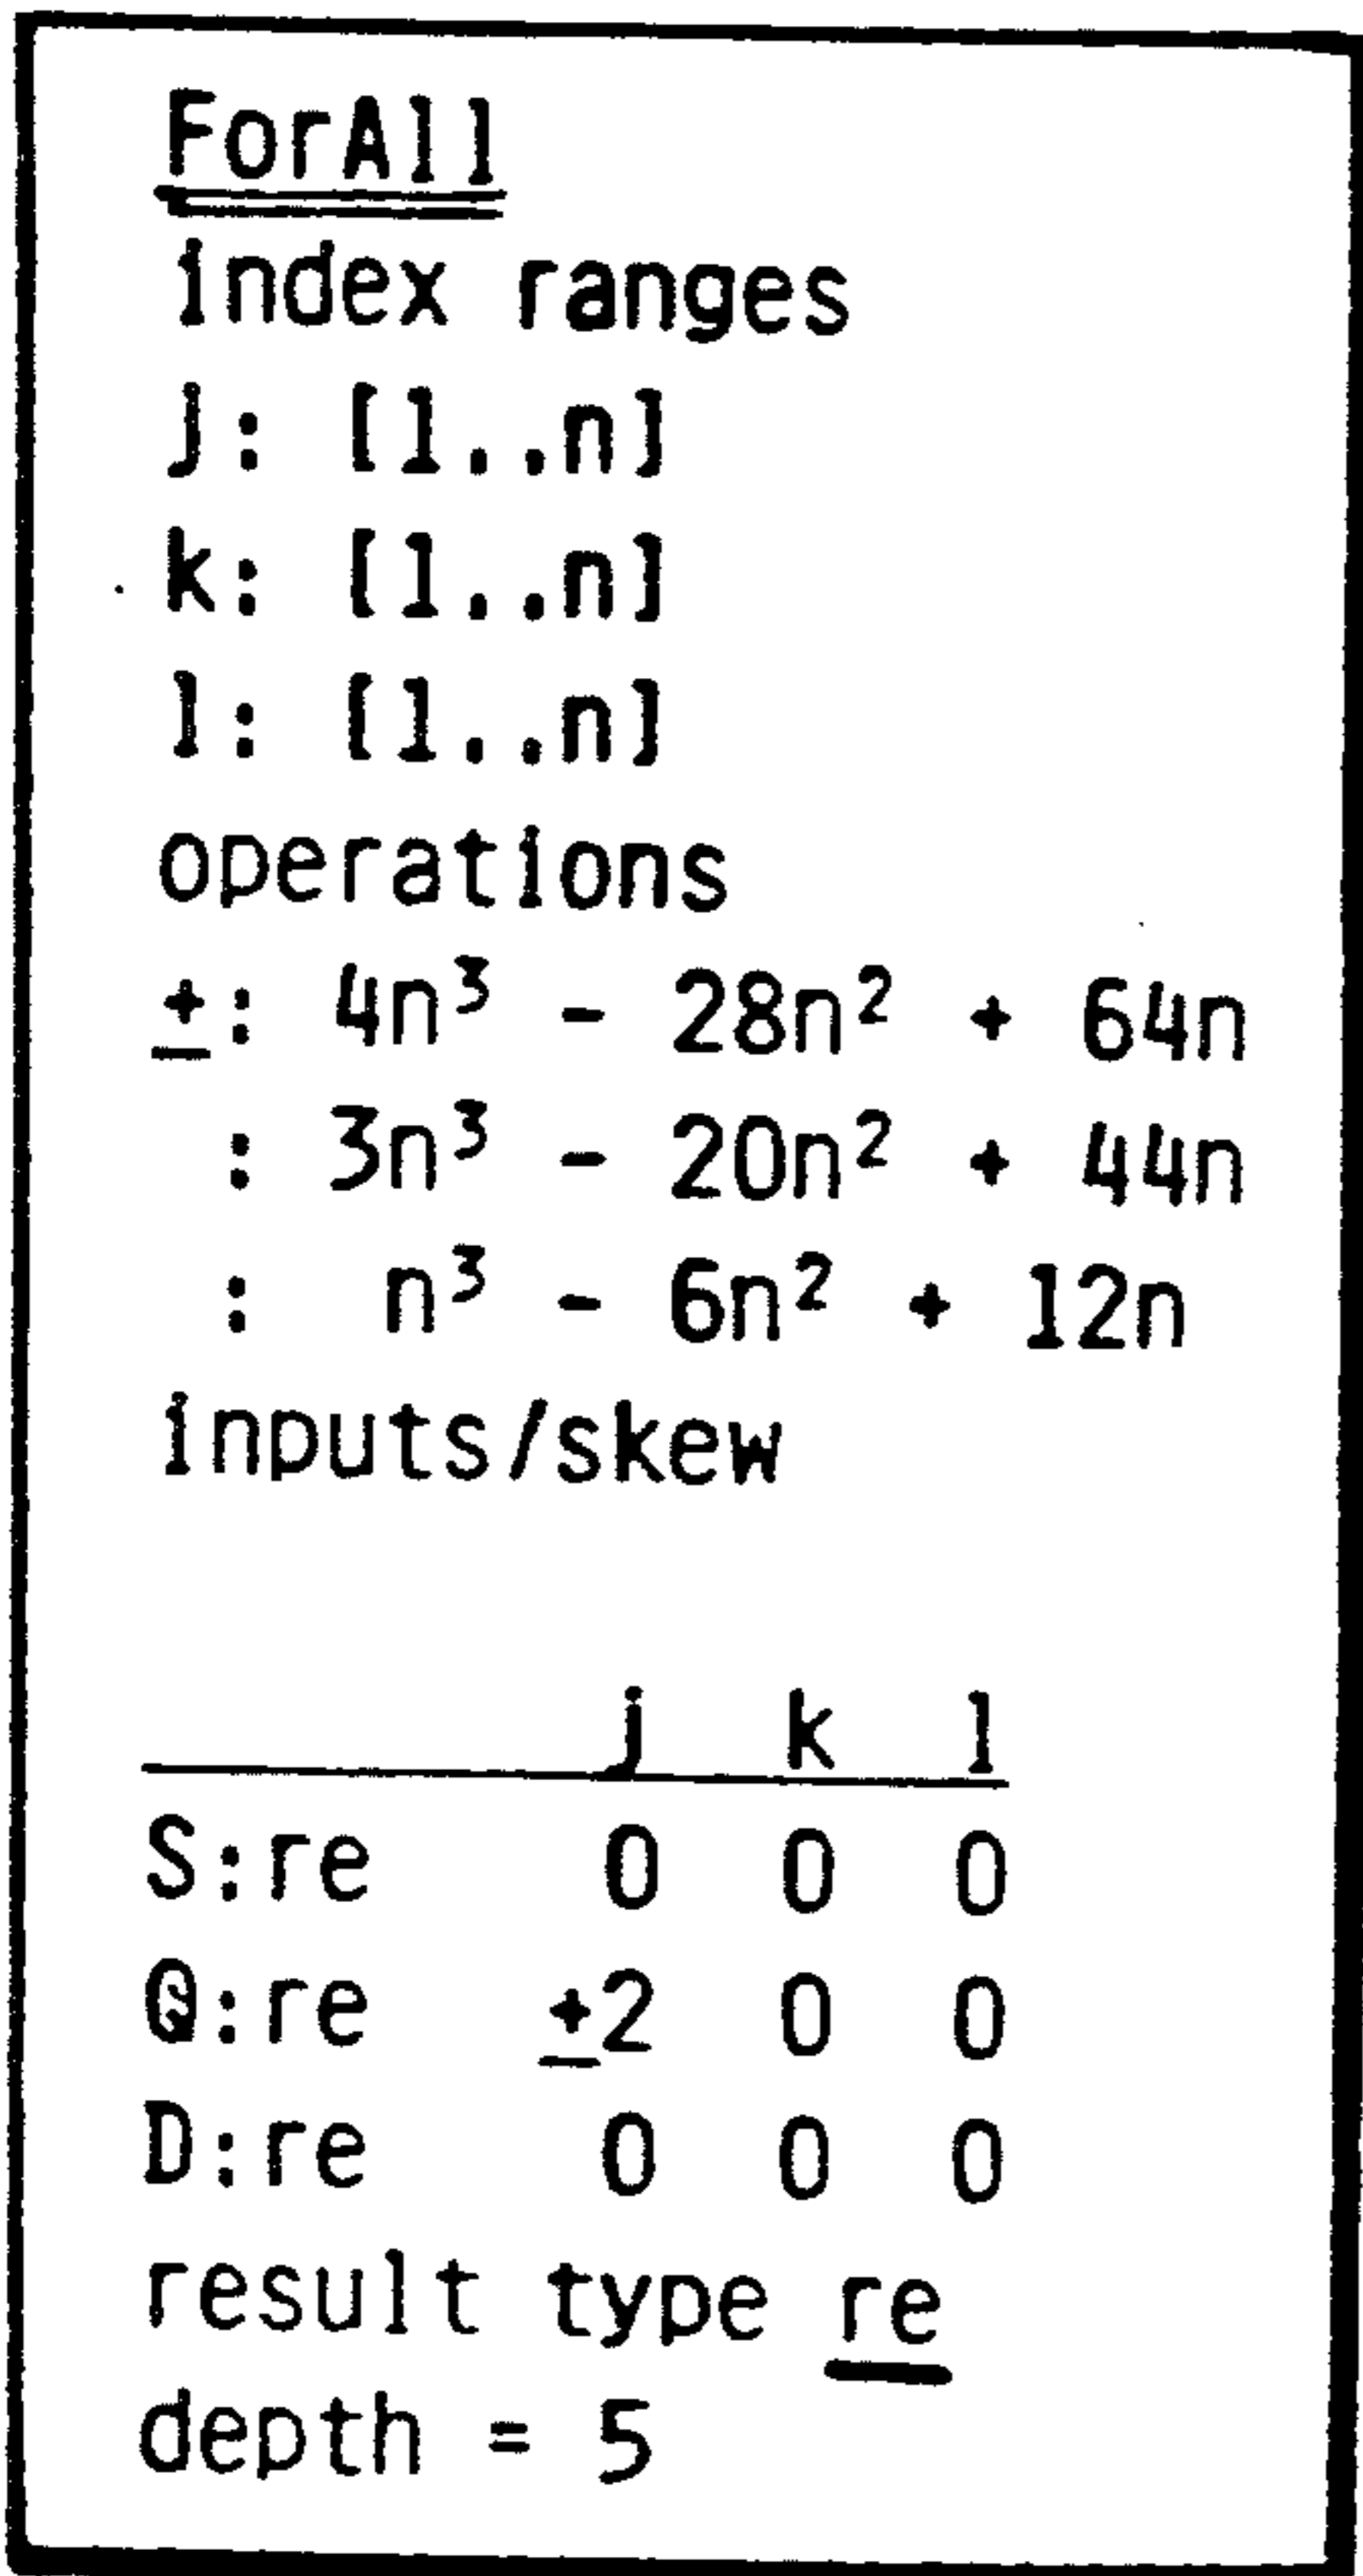 ForAll
index ranges
j: [1..n]
k: [1..n]
l: [1..n]
operations
±: 4n³ - 28n² + 64n
: 3n³ - 20n² + 44n
: n³ - 6n² + 12n
inputs/skew
j k l
S:re 0 0 0
Q:re ±2 0 0
D:re 0 0 0
result type re
depth = 5